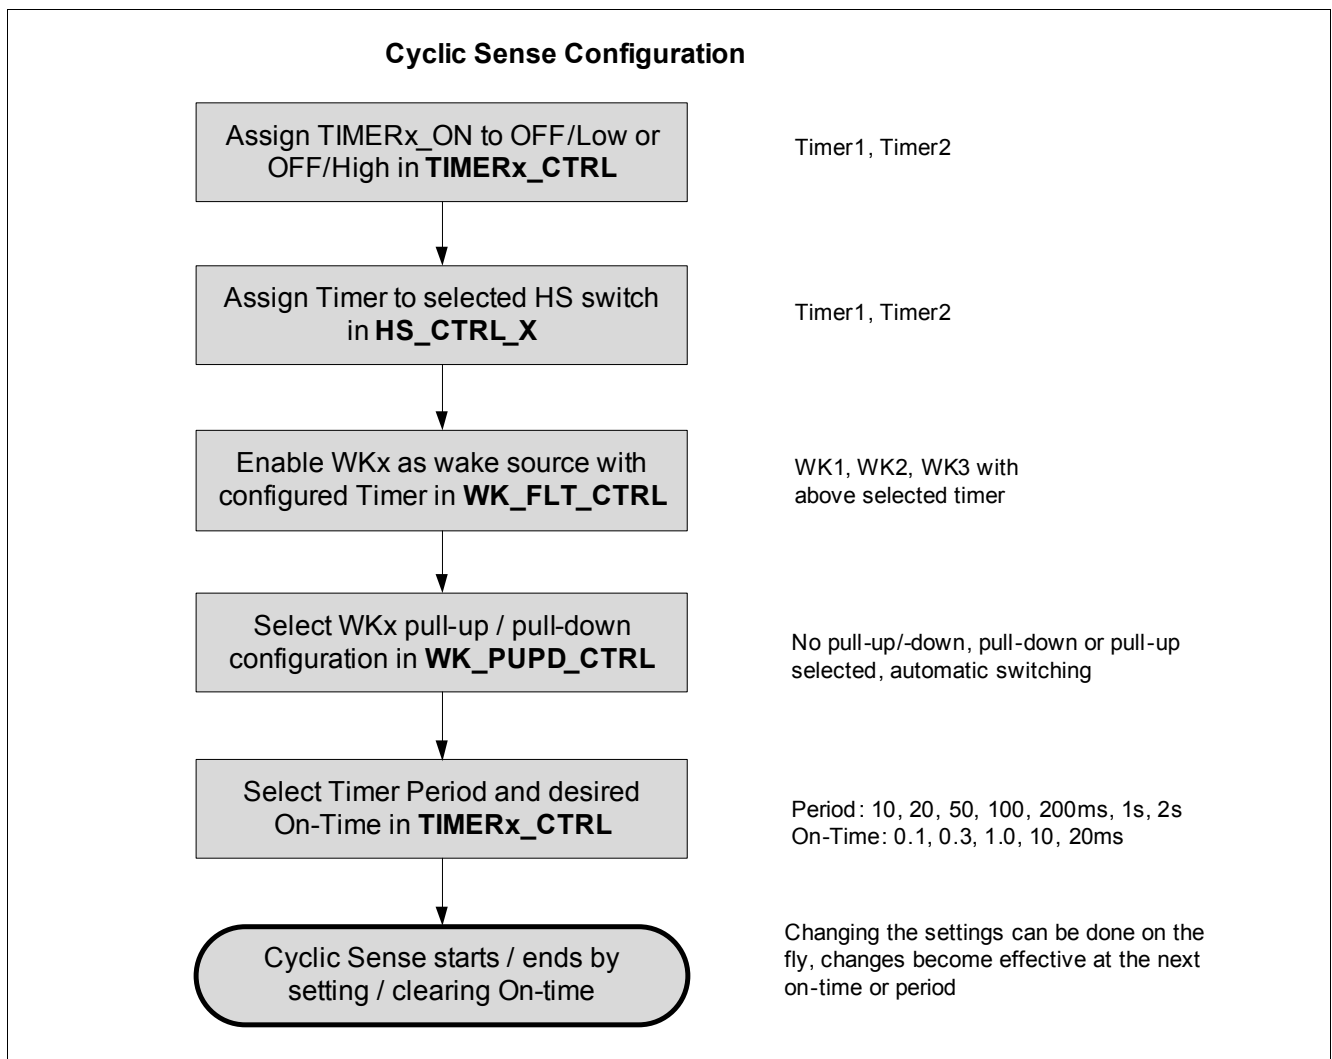 Cyclic Sense Configuration
Assign TIMERx_ON to OFF/Low or
OFF/High in TIMERx_CTRL
Timer1, Timer2
Assign Timer to selected HS switch
in HS_CTRL_X
Timer1, Timer2
Enable WKx as wake source with
configured Timer in WK_FLT_CTRL
WK1, WK2, WK3 with
above selected timer
Select WKx pull-up / pull-down
configuration in WK_PUPD_CTRL
No pull-up/-down, pull-down or pull-up
selected, automatic switching
Select Timer Period and desired
On-Time in TIMERx_CTRL
Period: 10, 20, 50, 100, 200ms, 1s, 2s
On-Time: 0.1, 0.3, 1.0, 10, 20ms
Cyclic Sense starts / ends by
setting / clearing On-time
Changing the settings can be done on the
fly, changes become effective at the next
on-time or period